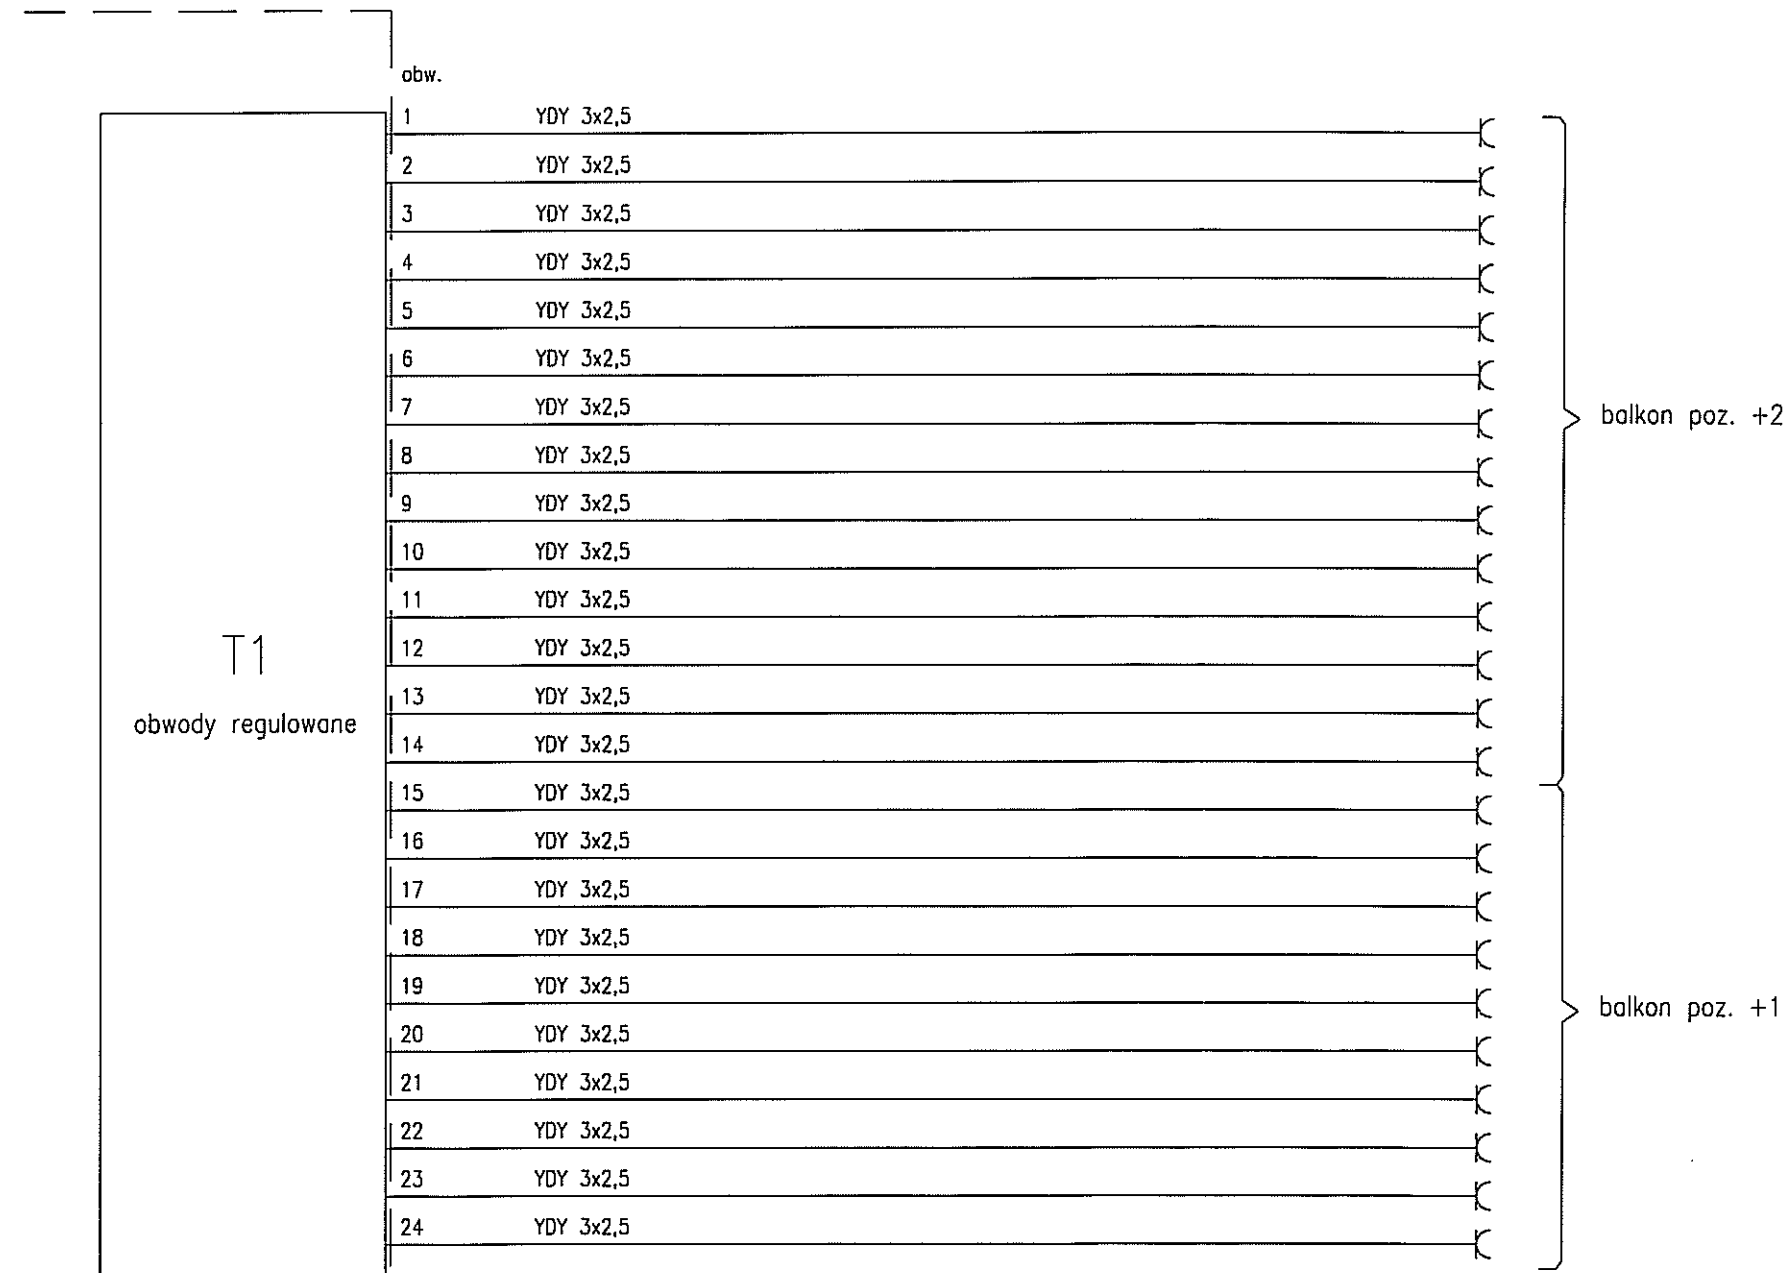 obw.
1 YDY 3x2,5
2 YDY 3x2,5
3 YDY 3x2,5
4 YDY 3x2,5
5 YDY 3x2,5
6 YDY 3x2,5
7 YDY 3x2,5
balkon poz. +2
8 YDY 3x2,5
9 YDY 3x2,5
10 YDY 3x2,5
11 YDY 3x2,5
12 YDY 3x2,5
T1
obwody regulowane
13 YDY 3x2,5
14 YDY 3x2,5
15 YDY 3x2,5
16 YDY 3x2,5
17 YDY 3x2,5
18 YDY 3x2,5
19 YDY 3x2,5
balkon poz. +1
20 YDY 3x2,5
21 YDY 3x2,5
22 YDY 3x2,5
23 YDY 3x2,5
24 YDY 3x2,5